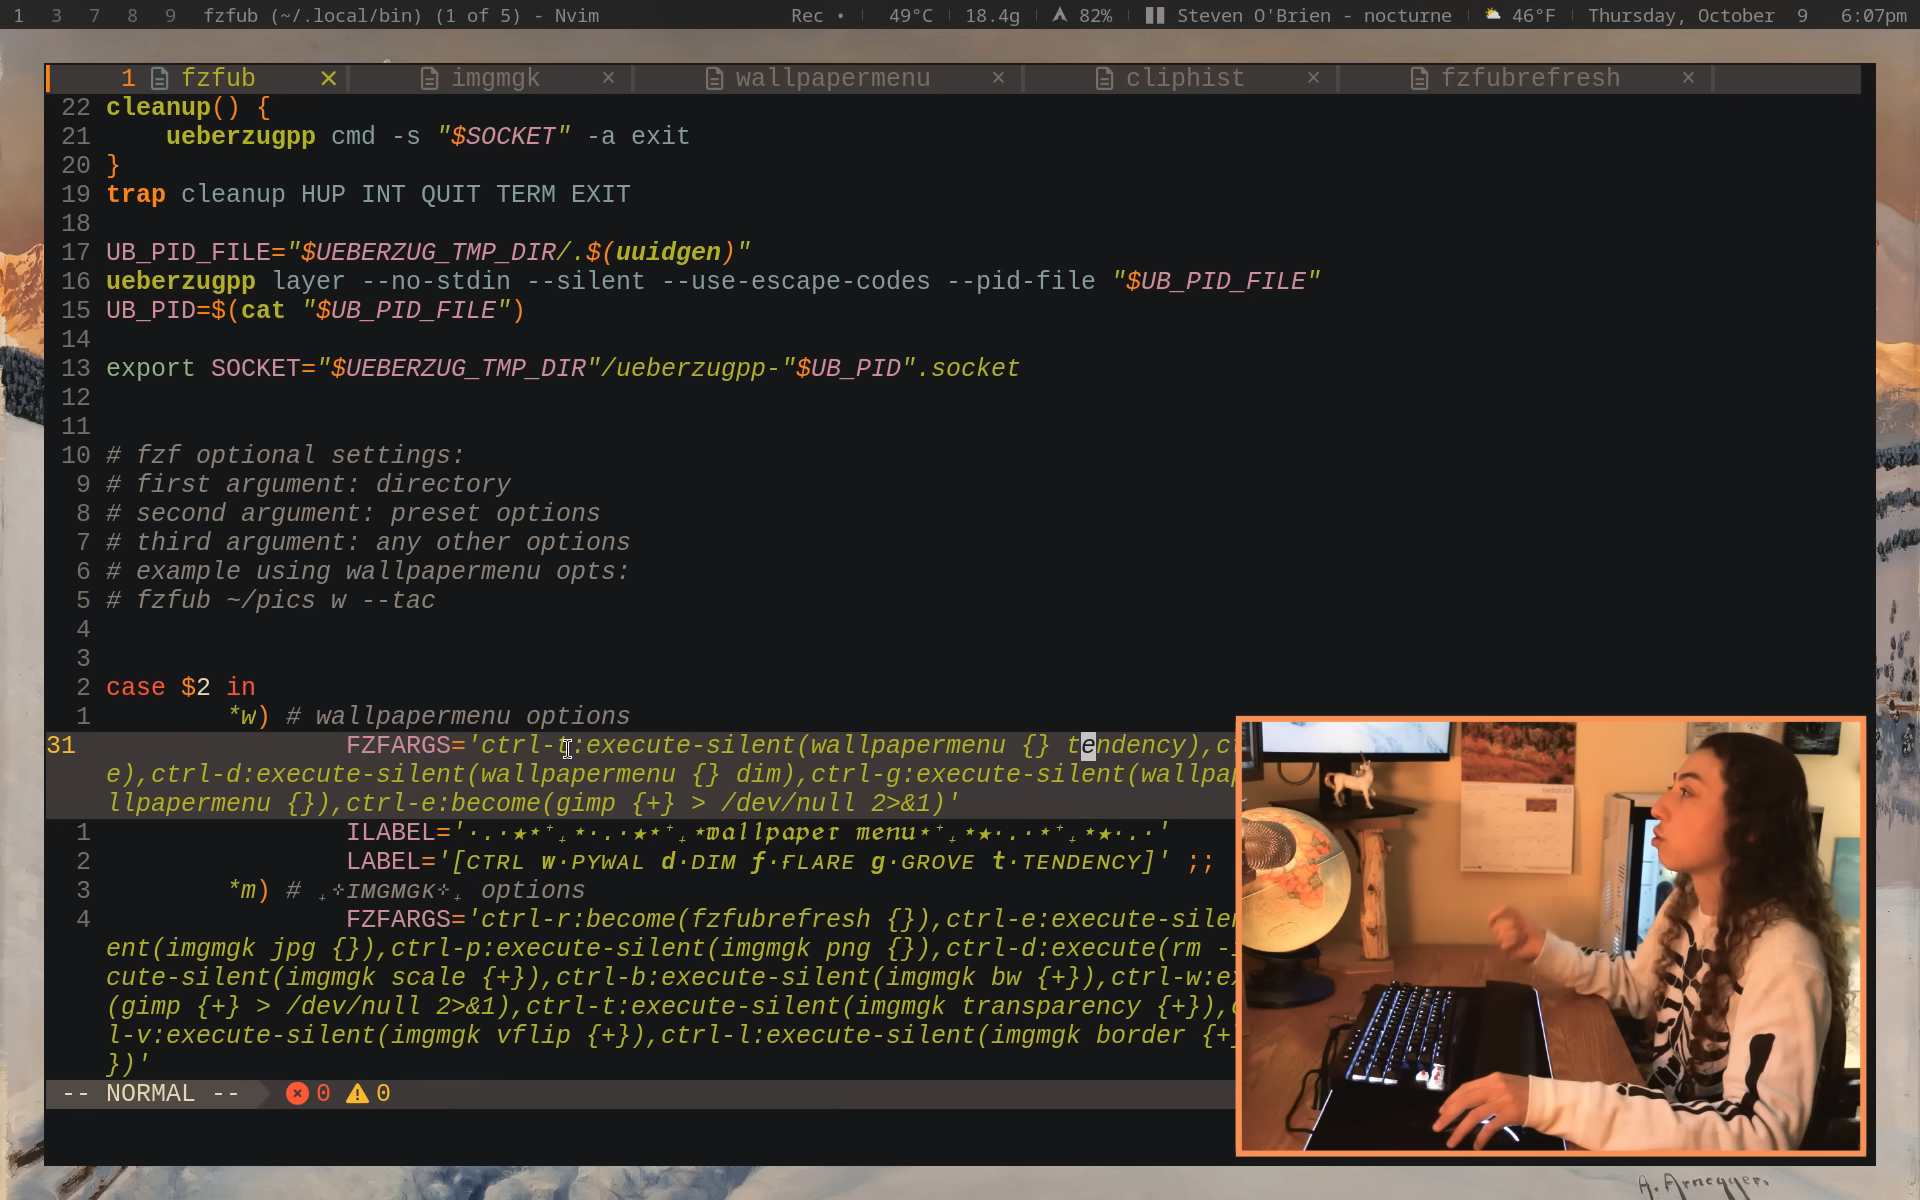 1 3 7 8 9 fzfub (~/.local/bin) (1 of 5) - Nvim Rec • 49°C 18.4g 82% Steven O'Brien - nocturne 46°F Thursday, October 9 6:07pm
1 fzfub × imgmgk × wallpapermenu × cliphist × fzfubrefresh ×
22 cleanup() {
21 ueberzugpp cmd -s "$SOCKET" -a exit
20 }
19 trap cleanup HUP INT QUIT TERM EXIT
18
17 UB_PID_FILE="$UEBERZUG_TMP_DIR/.$(uuidgen)"
16 ueberzugpp layer --no-stdin --silent --use-escape-codes --pid-file "$UB_PID_FILE"
15 UB_PID=$(cat "$UB_PID_FILE")
14
13 export SOCKET="$UEBERZUG_TMP_DIR"/ueberzugpp-"$UB_PID".socket
12
11
10 # fzf optional settings:
9 # first argument: directory
8 # second argument: preset options
7 # third argument: any other options
6 # example using wallpapermenu opts:
5 # fzfub ~/pics w --tac
4
3
2 case $2 in
1 *w) # wallpapermenu options
31 FZFARGS='ctrl-t:execute-silent(wallpapermenu {} tendency),ct
e),ctrl-d:execute-silent(wallpapermenu {} dim),ctrl-g:execute-silent(wallpap
llpapermenu {}),ctrl-e:become(gimp {+} > /dev/null 2>&1)'
1 ILABEL='·.·★⋆⁺₊⋆·.·★⋆⁺₊⋆𝔀𝓪𝓵𝓵𝓹𝓪𝓹𝓮𝓻 𝓶𝓮𝓷𝓾⋆⁺₊⋆★·.·⋆⁺₊⋆★·.·'
2 LABEL='[CTRL w·PYWAL d·DIM f·FLARE g·GROVE t·TENDENCY]' ;;
3 *m) # ₊⊹IMGMGK⊹₊ options
4 FZFARGS='ctrl-r:become(fzfubrefresh {}),ctrl-e:execute-siler
ent(imgmgk jpg {}),ctrl-p:execute-silent(imgmgk png {}),ctrl-d:execute(rm -
cute-silent(imgmgk scale {+}),ctrl-b:execute-silent(imgmgk bw {+}),ctrl-w:ex
(gimp {+} > /dev/null 2>&1),ctrl-t:execute-silent(imgmgk transparency {+}),
l-v:execute-silent(imgmgk vflip {+}),ctrl-l:execute-silent(imgmgk border {+
})'
-- NORMAL -- 0 0
A. Arnegger.